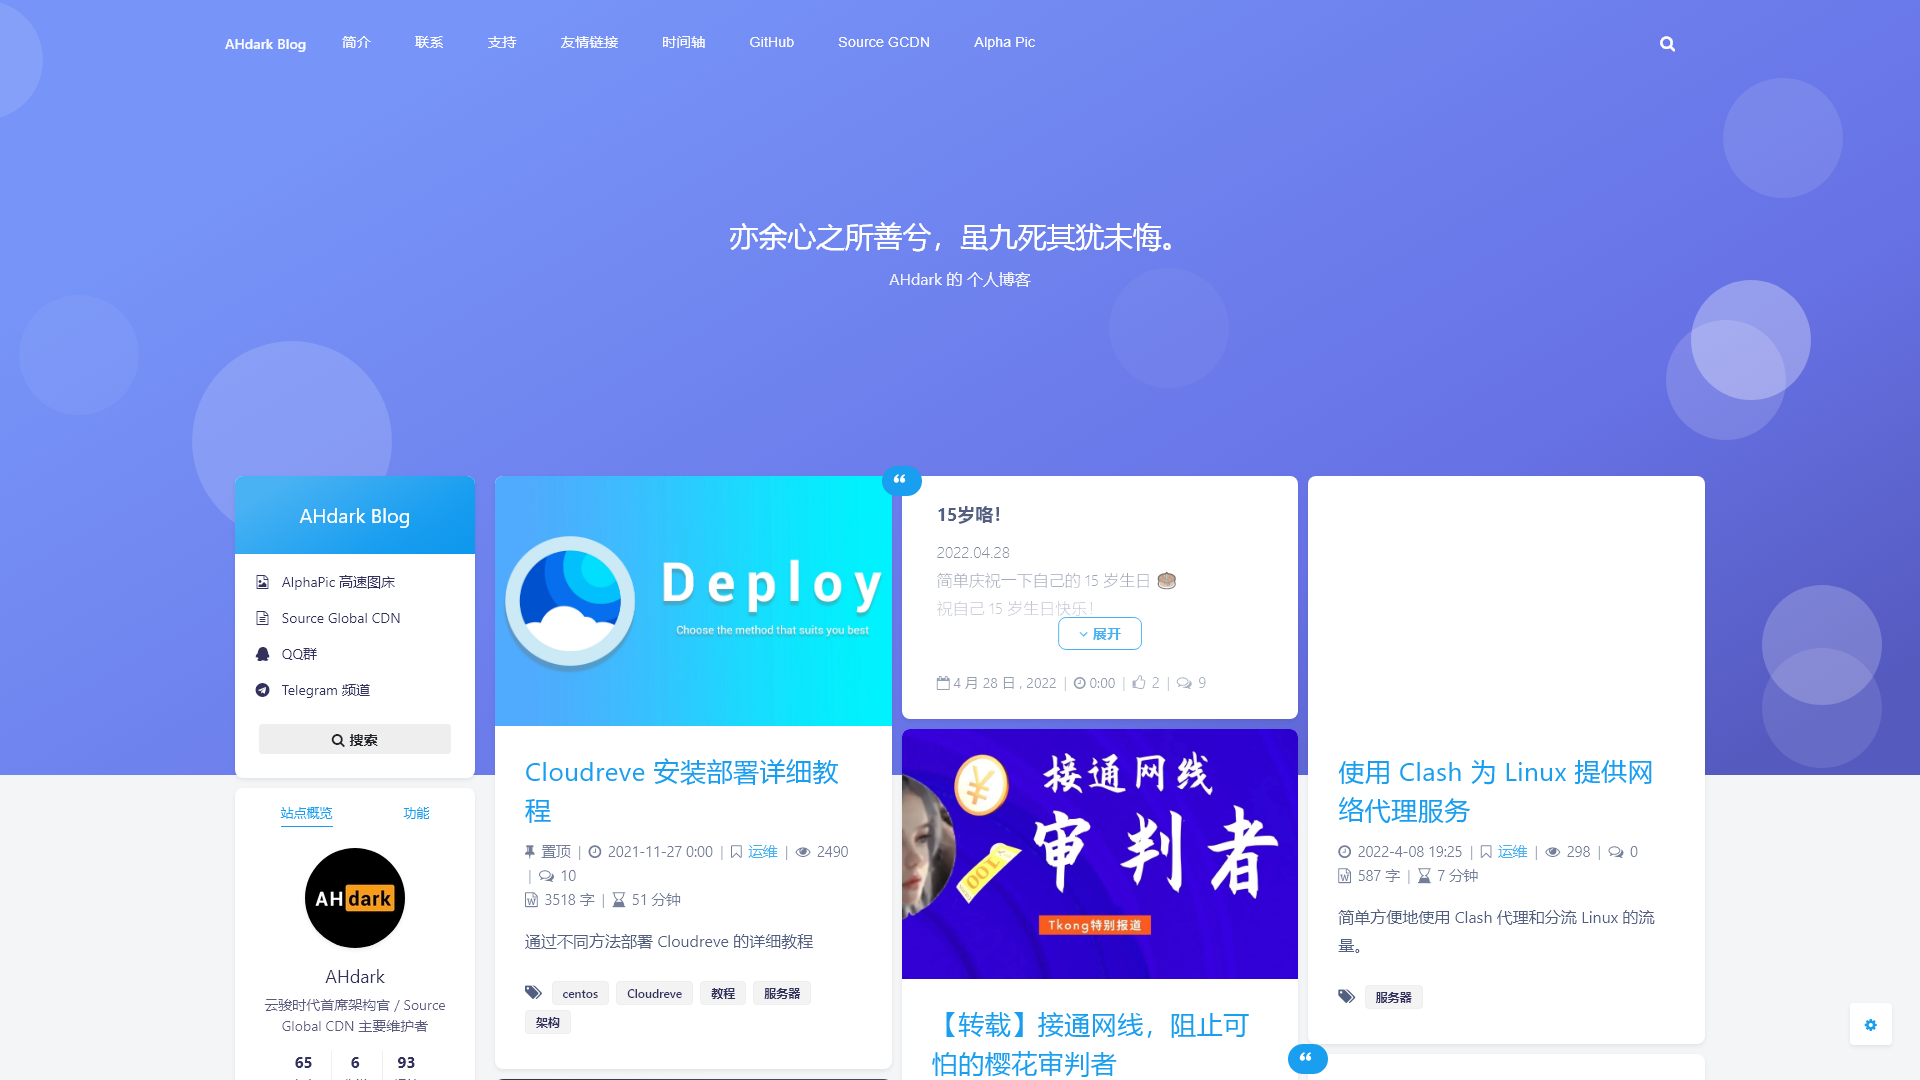 AHdark Blog 简介 联系 支持 友情链接 时间轴 GitHub Source GCDN Alpha Pic
亦余心之所善兮，虽九死其犹未悔。
AHdark 的 个人博客
AHdark Blog
AlphaPic 高速图床
Source Global CDN
QQ群
Telegram 频道
搜索
站点概览 功能
AHdark
AHdark
云骏时代首席架构官 / Source
Global CDN 主要维护者
65 6 93
Deploy
Choose the method that suits you best
Cloudreve 安装部署详细教
程
置顶 | 2021-11-27 0:00 | 运维 | 2490
| 10
3518 字 | 51 分钟
通过不同方法部署 Cloudreve 的详细教程
centos Cloudreve 教程 服务器
架构
15岁咯！
2022.04.28
简单庆祝一下自己的 15 岁生日
祝自己 15 岁生日快乐！
展开
4 月 28 日 , 2022 | 0:00 | 2 | 9
接通网线
审判者
100
Tkong特别报道
【转载】接通网线，阻止可
怕的樱花审判者
使用 Clash 为 Linux 提供网
络代理服务
2022-4-08 19:25 | 运维 | 298 | 0
587 字 | 7 分钟
简单方便地使用 Clash 代理和分流 Linux 的流
量。
服务器